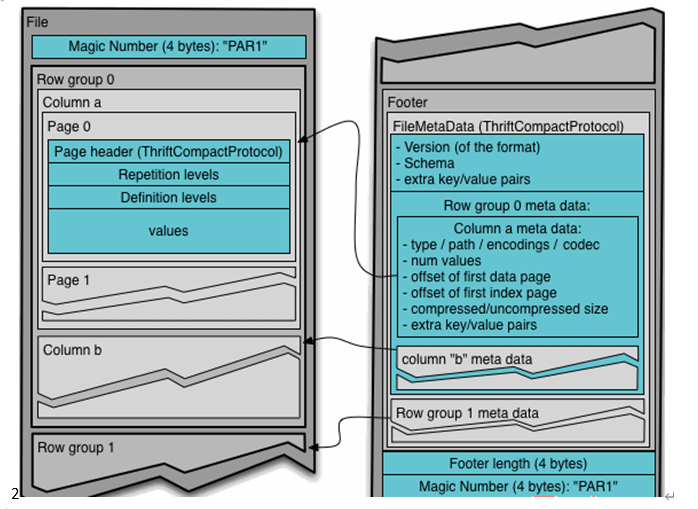 File
Magic Number (4 bytes): "PAR1"
Row group 0
Column a
Page 0
Page header (ThriftCompactProtocol)
Repetition levels
Definition levels
values
Page 1
Column b
Row group 1
Footer
FileMetaData (ThriftCompactProtocol)
- Version (of the format)
- Schema
- extra key/value pairs
Row group 0 meta data:
Column a meta data:
- type / path / encodings / codec
- num values
- offset of first data page
- offset of first index page
- compressed/uncompressed size
- extra key/value pairs
column "b" meta data
Row group 1 meta data
Footer length (4 bytes)
Magic Number (4 bytes): "PAR1"
2